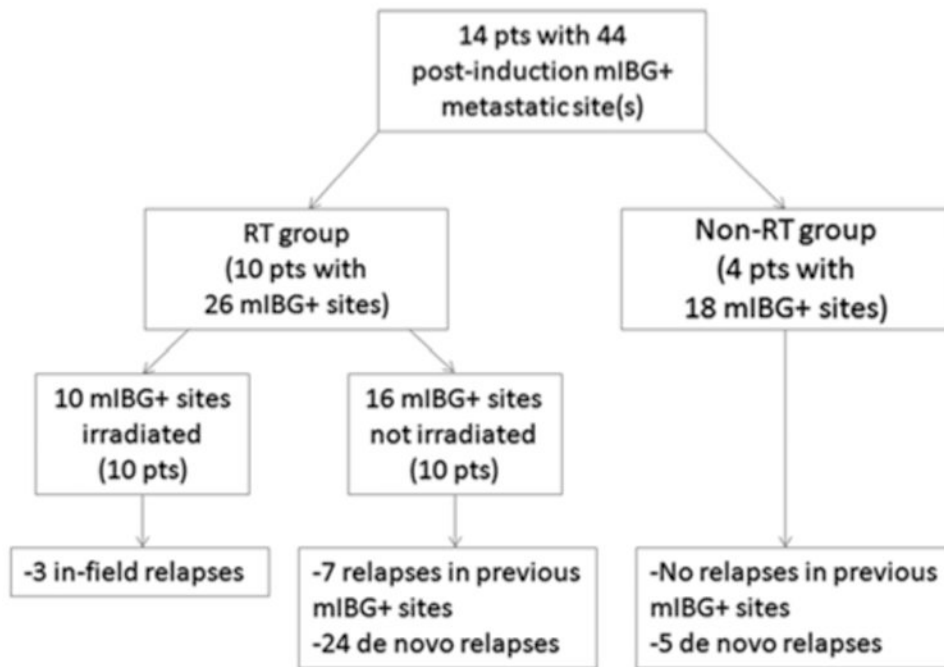 14 pts with 44
post-induction mIBG+
metastatic site(s)
RT group
(10 pts with
26 mIBG+ sites)
Non-RT group
(4 pts with
18 mIBG+ sites)
10 mIBG+ sites
irradiated
(10 pts)
16 mIBG+ sites
not irradiated
(10 pts)
-3 in-field relapses
-7 relapses in previous
mIBG+ sites
-24 de novo relapses
-No relapses in previous
mIBG+ sites
-5 de novo relapses